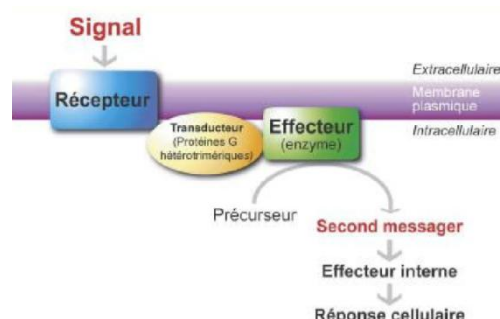 Signal
Extracellulaire
Récepteur
Membrane
plasmique
Transducteur
(Protéines G
hétérotrimériques)
Effecteur
(enzyme)
Intracellulaire
Précurseur
Second messager
Effecteur interne
Réponse cellulaire